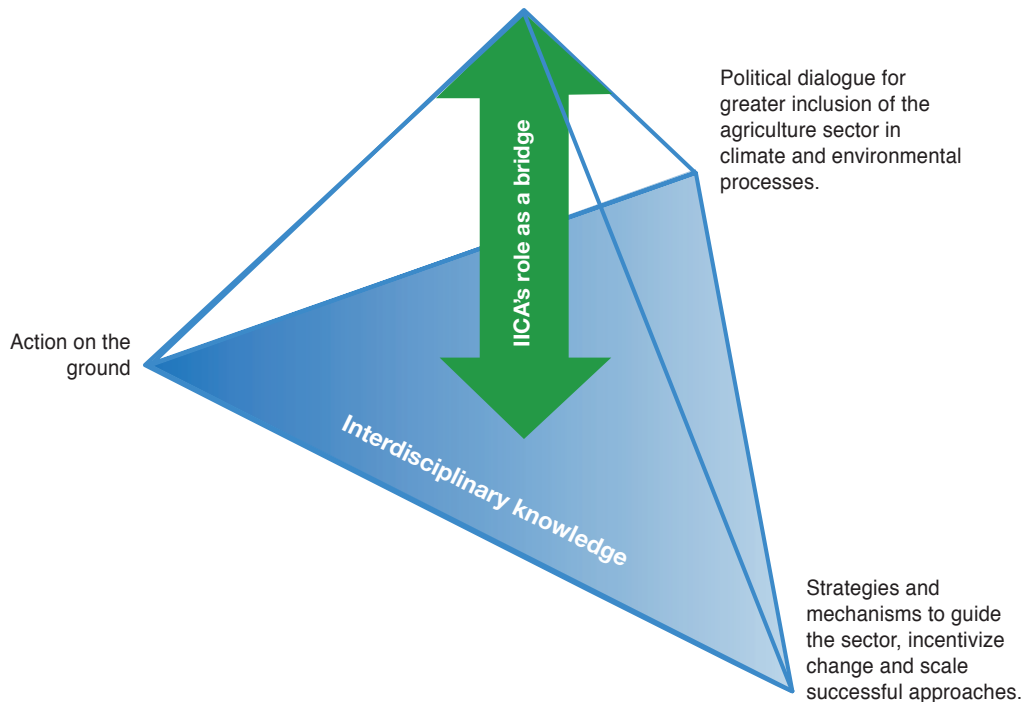 Political dialogue for
greater inclusion of the
agriculture sector in
climate and environmental
processes.
IICA's role as a bridge
Action on the
ground
Interdisciplinary knowledge
Strategies and
mechanisms to guide
the sector, incentivize
change and scale
successful approaches.